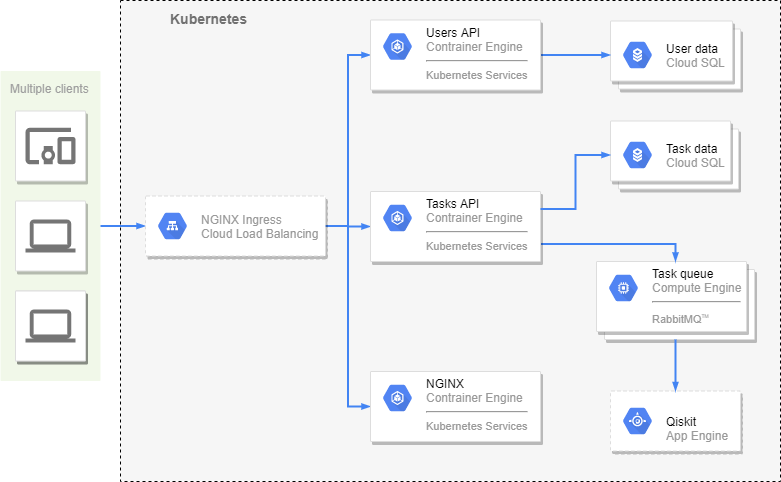 Kubernetes
Multiple clients
NGINX Ingress
Cloud Load Balancing
Users API
Contrainer Engine
Kubernetes Services
User data
Cloud SQL
Task data
Cloud SQL
Tasks API
Contrainer Engine
Kubernetes Services
Task queue
Compute Engine
RabbitMQ™
NGINX
Contrainer Engine
Kubernetes Services
Qiskit
App Engine